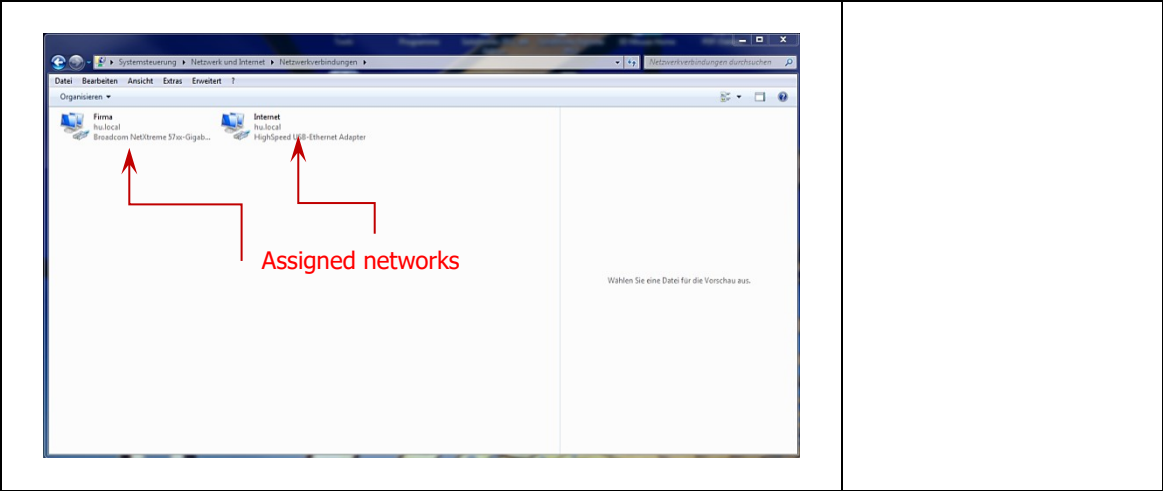 Systemsteuerung Netzwerk und Internet Netzwerkverbindungen Netzwerkverbindungen durchsuchen
Datei Bearbeiten Ansicht Extras Erweitert ?
Organisieren
Firma
hu.local
Broadcom NetXtreme 57xx-Gigab...
Internet
hu.local
HighSpeed USB-Ethernet Adapter
Assigned networks
Wählen Sie eine Datei für die Vorschau aus.